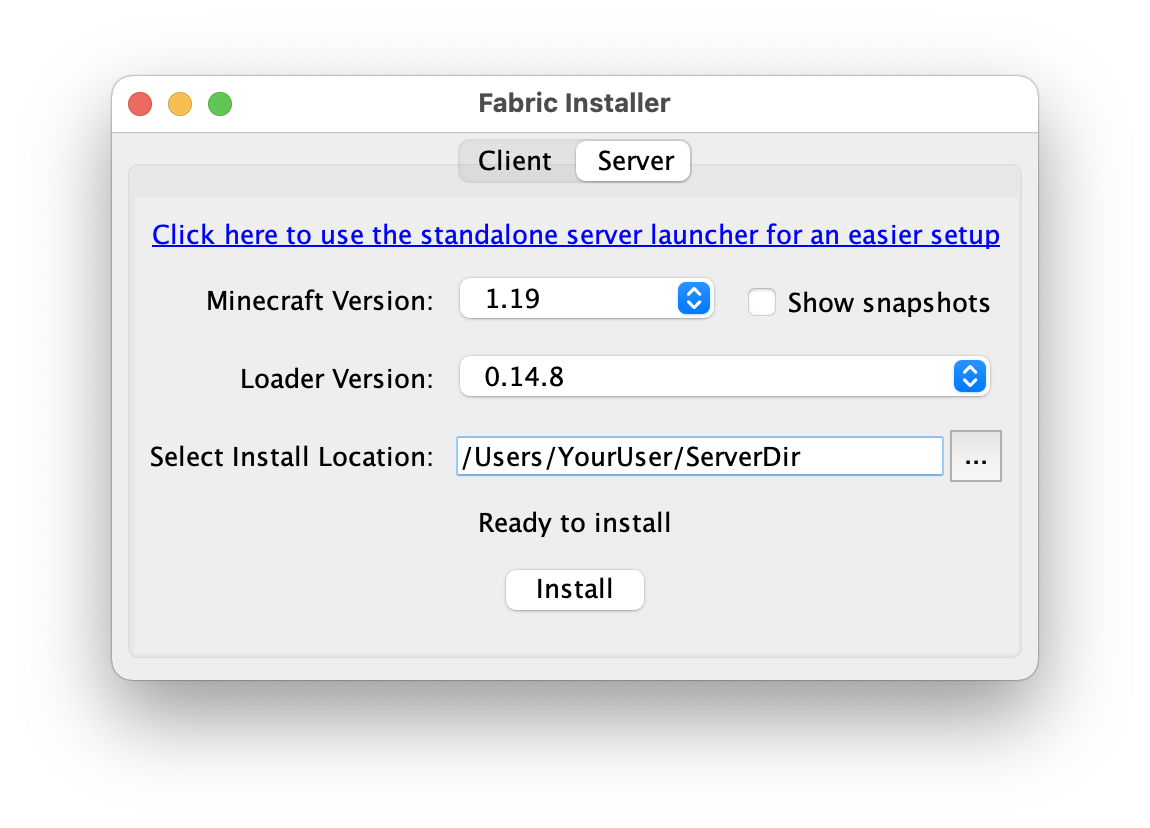 Fabric Installer
Client Server
Click here to use the standalone server launcher for an easier setup
Minecraft Version: 1.19 Show snapshots
Loader Version: 0.14.8
Select Install Location: /Users/YourUser/ServerDir ...
Ready to install
Install